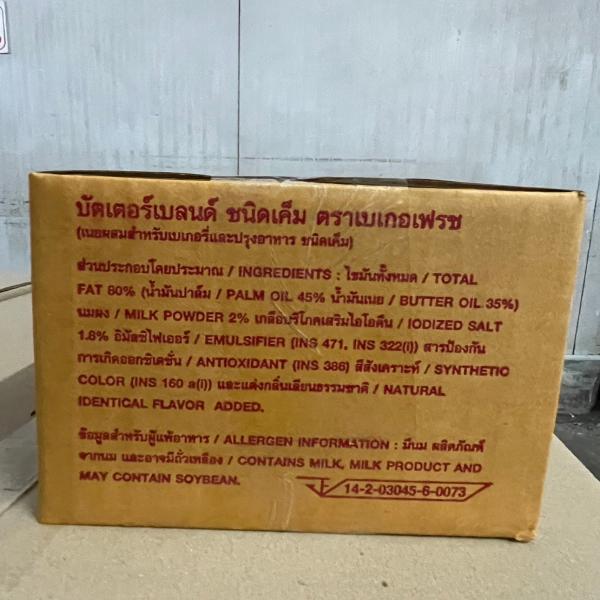 บัตเตอร์เบลนด์ ชนิดเค็ม ตราเบเกอเฟรช
(เนยผสมสำหรับเบเกอรี่และปรุงอาหาร ชนิดเค็ม)
ส่วนประกอบโดยประมาณ / INGREDIENTS : ไขมันทั้งหมด / TOTAL
FAT 80% (น้ำมันปาล์ม / PALM OIL 45% น้ำมันเนย / BUTTER OIL 35%)
นมผง / MILK POWDER 2% เกลือบริโภคเสริมไอโอดีน / IODIZED SALT
1.8% อิมัลซิไฟเออร์ / EMULSIFIER (INS 471, INS 322(i)) สารป้องกัน
การเกิดออกซิเดชั่น / ANTIOXIDANT (INS 386) สีสังเคราะห์ / SYNTHETIC
COLOR (INS 160 a(i)) และแต่งกลิ่นเลียนธรรมชาติ / NATURAL
IDENTICAL FLAVOR ADDED.
ข้อมูลสำหรับผู้แพ้อาหาร / ALLERGEN INFORMATION : มีนม ผลิตภัณฑ์
จากนม และอาจมีถั่วเหลือง / CONTAINS MILK, MILK PRODUCT AND
MAY CONTAIN SOYBEAN.
14-2-03045-6-0073